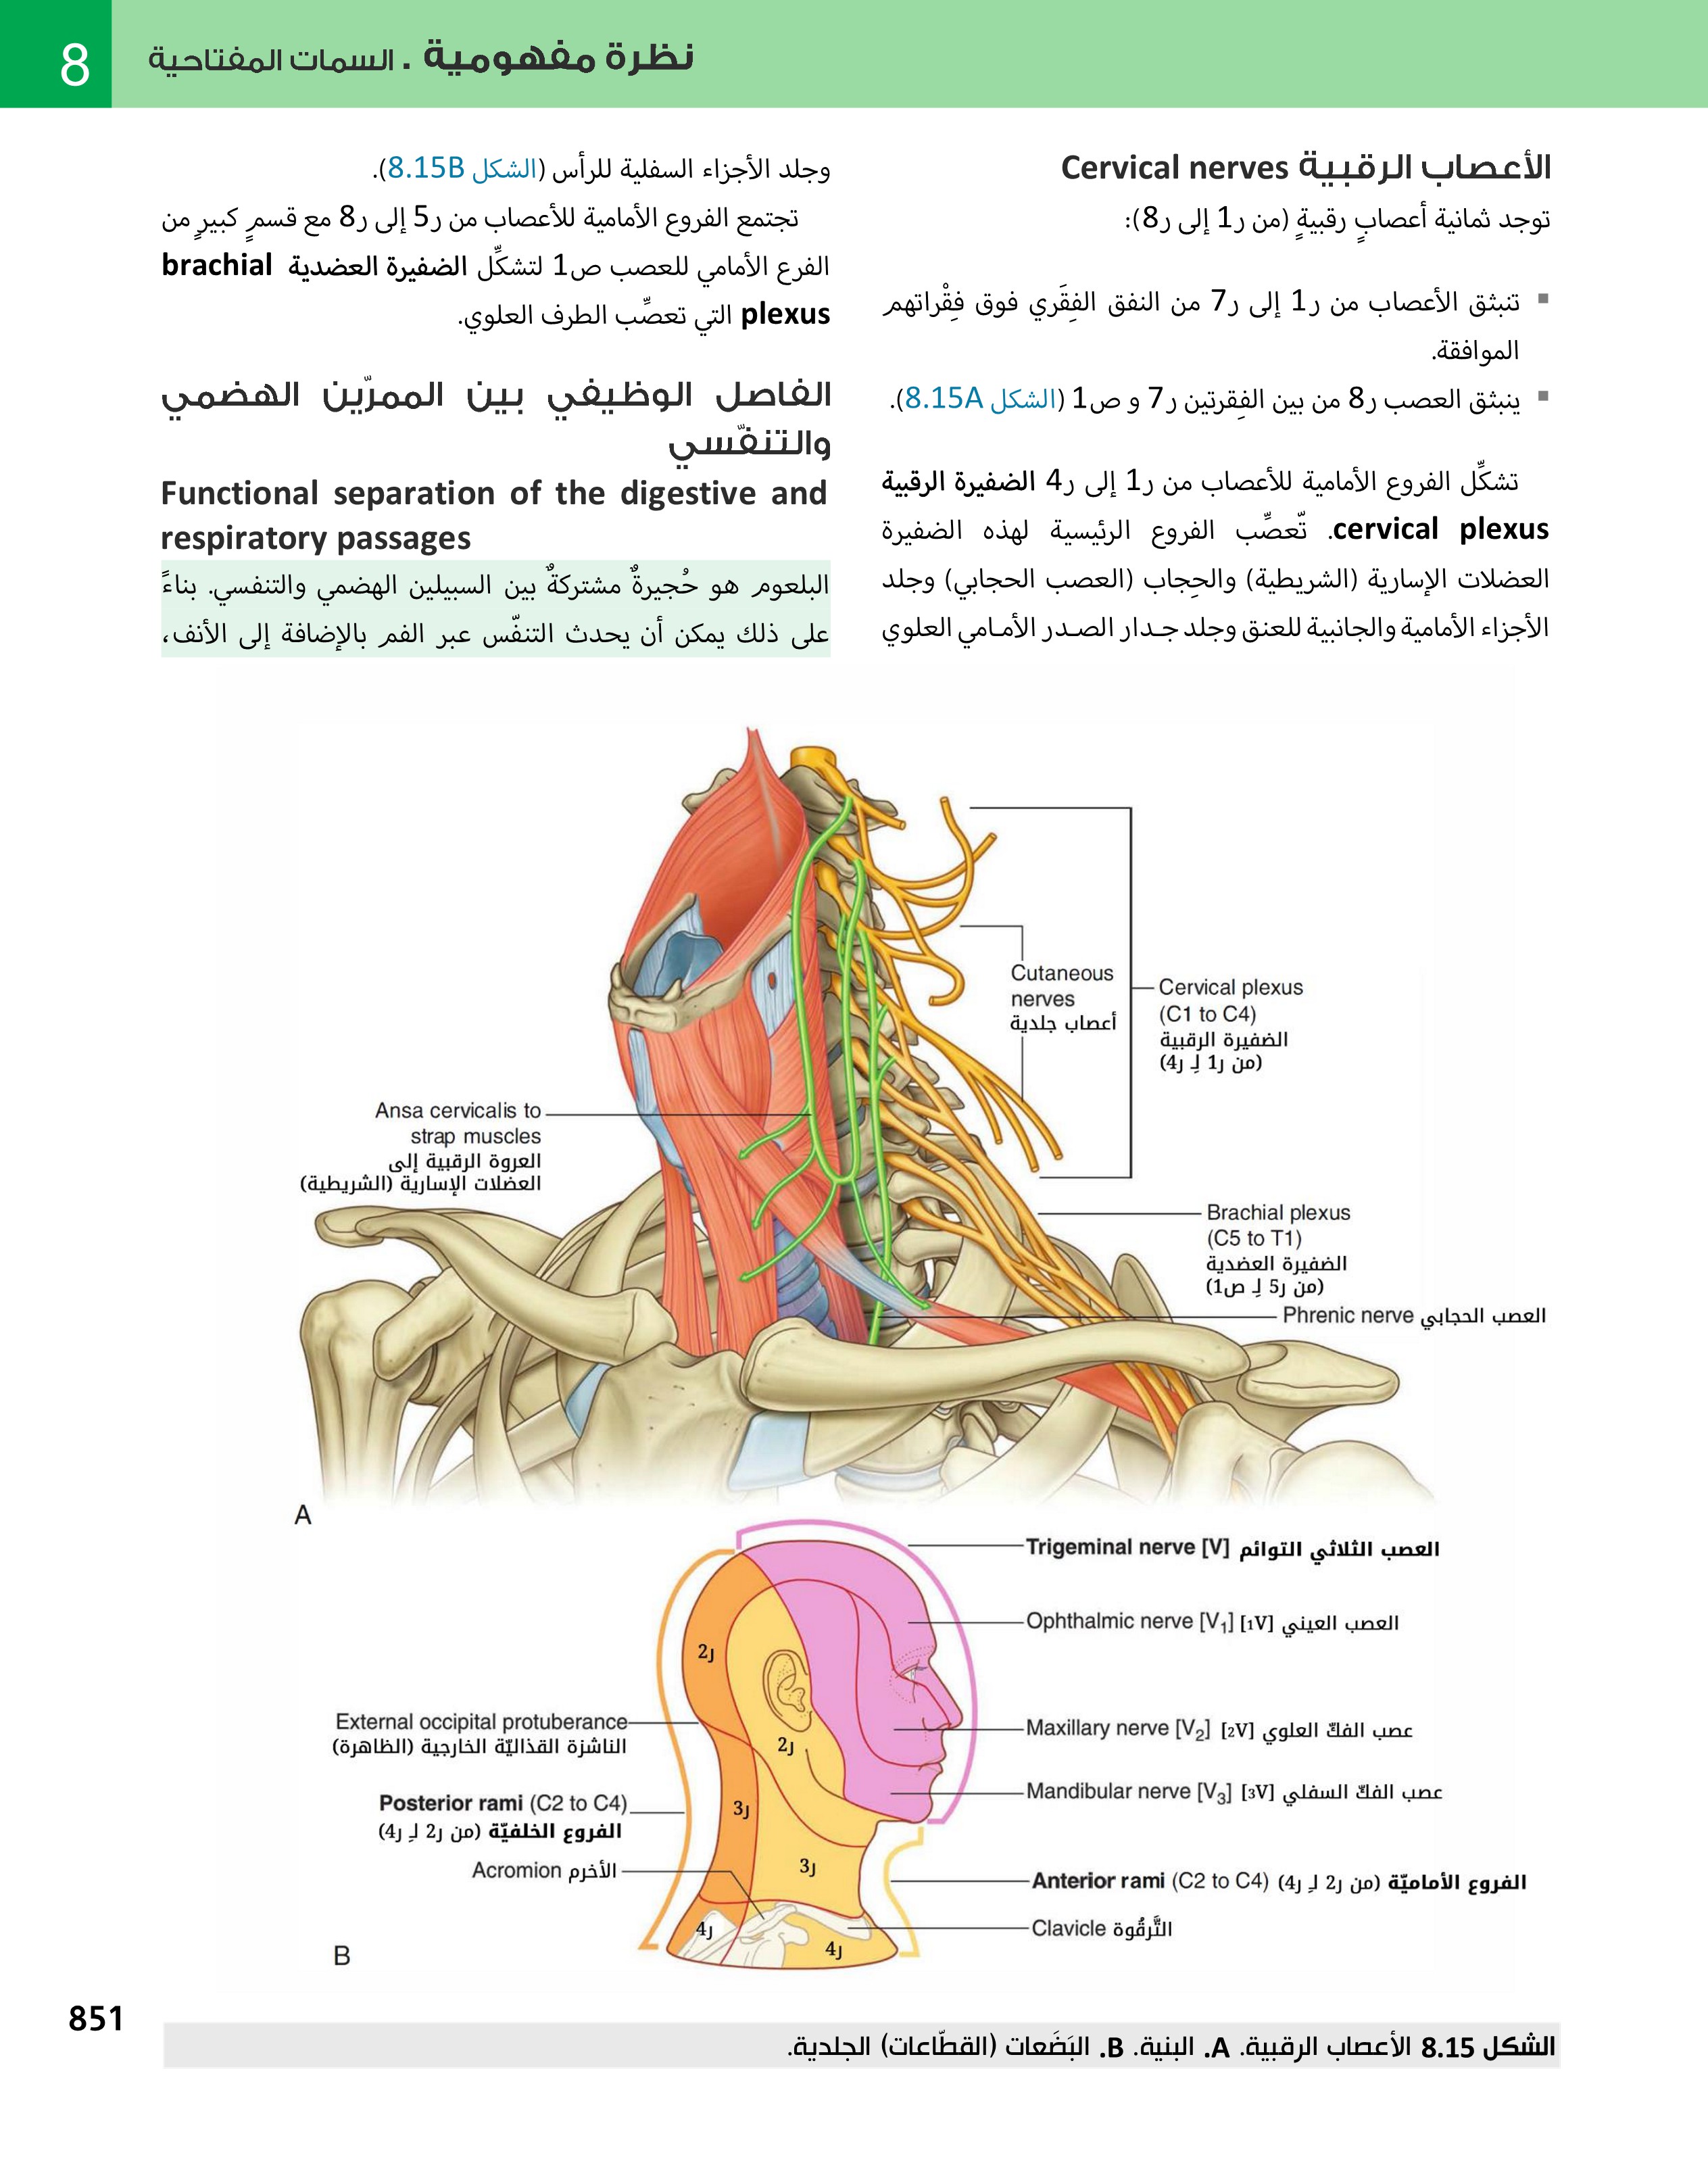 8
نظرة مفهومية . السمات المفتاحية
الأعصاب الرقبية Cervical nerves
توجد ثمانية أعصابٍ رقبيةٍ (من ر1 إلى ر8):
▪ تنبثق الأعصاب من ر1 إلى ر7 من النفق الفِقَري فوق فِقْراتهم
الموافقة.
▪ ينبثق العصب ر8 من بين الفِقرتين ر7 و ص1 (الشكل 8.15A).
تشكِّل الفروع الأمامية للأعصاب من ر1 إلى ر4 الضفيرة الرقبية
cervical plexus. تّعصِّب الفروع الرئيسية لهذه الضفيرة
العضلات الإسارية (الشريطية) والحِجاب (العصب الحجابي) وجلد
الأجزاء الأمامية والجانبية للعنق وجلد جدار الصدر الأمامي العلوي
وجلد الأجزاء السفلية للرأس (الشكل 8.15B).
تجتمع الفروع الأمامية للأعصاب من ر5 إلى ر8 مع قسمٍ كبيرٍ من
الفرع الأمامي للعصب ص1 لتشكِّل الضفيرة العضدية brachial
plexus التي تعصِّب الطرف العلوي.
الفاصل الوظيفي بين الممرّين الهضمي
والتنفّسي
Functional separation of the digestive and
respiratory passages
البلعوم هو حُجيرةٌ مشتركةٌ بين السبيلين الهضمي والتنفسي. بناءً
على ذلك يمكن أن يحدث التنفّس عبر الفم بالإضافة إلى الأنف،
Cutaneous
nerves
أعصاب جلدية
Cervical plexus
(C1 to C4)
الضفيرة الرقبية
(من ر1 لِـ ر4)
Ansa cervicalis to
strap muscles
العروة الرقبية إلى
العضلات الإسارية (الشريطية)
Brachial plexus
(C5 to T1)
الضفيرة العضدية
(من ر5 لِـ ص1)
Phrenic nerve العصب الحجابي
A
Trigeminal nerve [V] العصب الثلاثي التوائم
Ophthalmic nerve [V₁] العصب العيني [1V]
ر2
External occipital protuberance
الناشزة القذاليّة الخارجية (الظاهرة)
ر2
Maxillary nerve [V₂] عصب الفكّ العلوي [2V]
Mandibular nerve [V₃] عصب الفكّ السفلي [3V]
Posterior rami (C2 to C4)
الفروع الخلفيّة (من ر2 لِـ ر4)
ر3
ر3
Acromion الأخرم
Anterior rami (C2 to C4) الفروع الأماميّة (من ر2 لِـ ر4)
Clavicle التَّرقُوة
ر4
ر4
B
851
الشكل 8.15 الأعصاب الرقبية. A. البنية. B. البَضَعات (القطّاعات) الجلدية.